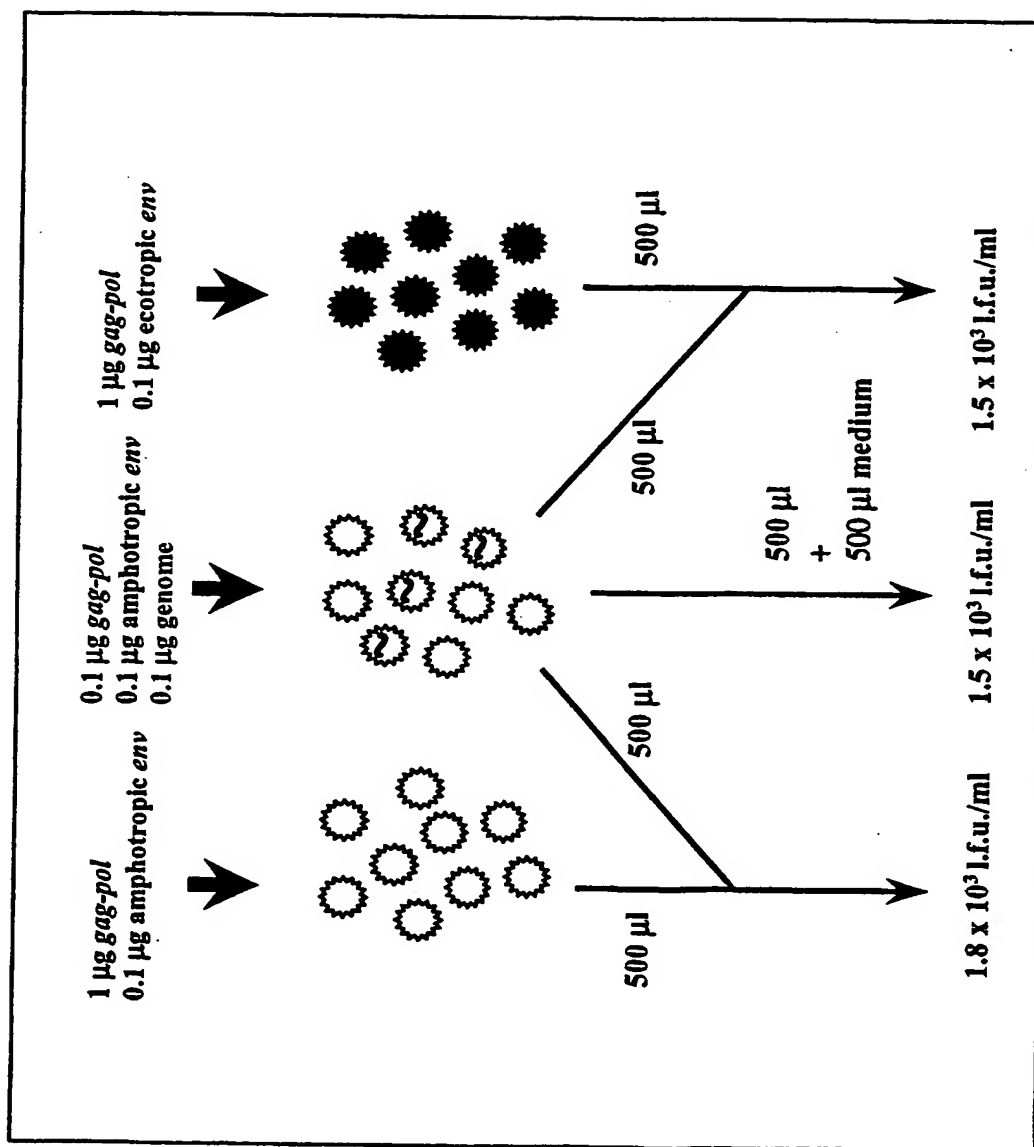 1 µg gag-pol
0.1 µg amphotropic env
0.1 µg gag-pol
0.1 µg amphotropic env
0.1 µg genome
1 µg gag-pol
0.1 µg ecotropic env
500 µl
500 µl
500 µl
+
500 µl medium
500 µl
500 µl
1.8 x 10³ l.f.u./ml
1.5 x 10³ l.f.u./ml
1.5 x 10³ l.f.u./ml